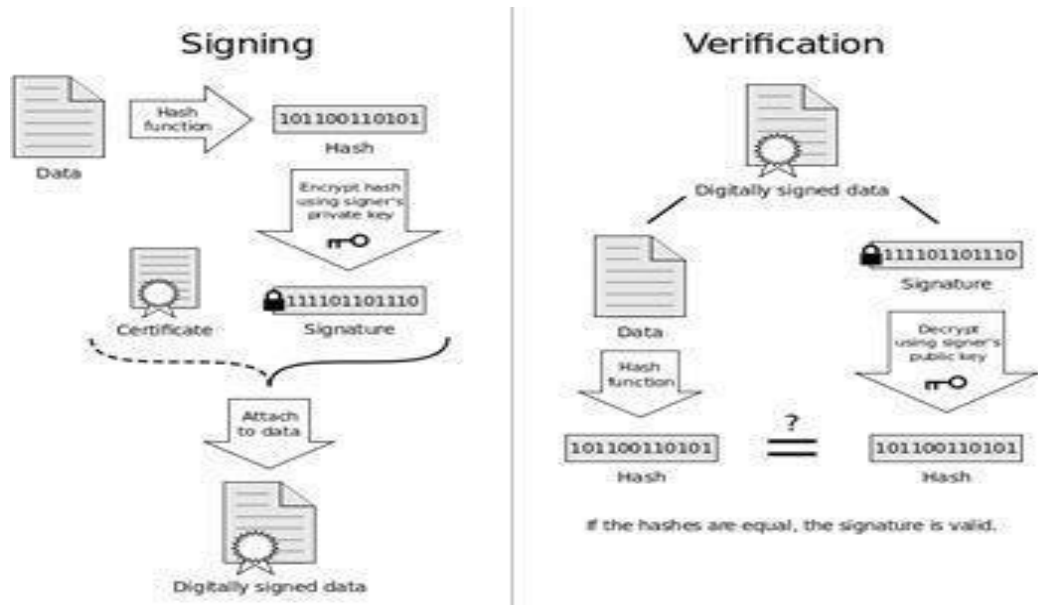 Signing
Data
Hash
function
101100110101
Hash
Encrypt hash
using signer's
private key
Certificate
111101101110
Signature
Attach
to data
Digitally signed data
Verification
Digitally signed data
Data
Hash
function
101100110101
Hash
111101101110
Signature
Decrypt
using signer's
public key
?
=
101100110101
Hash
If the hashes are equal, the signature is valid.